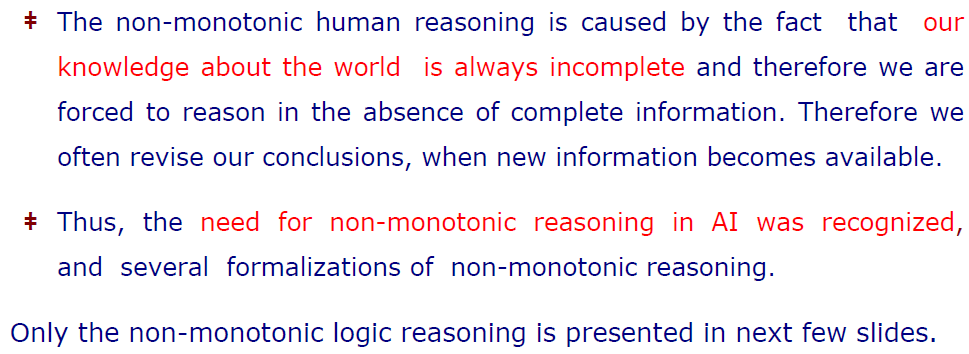 ⯒ The non-monotonic human reasoning is caused by the fact that our
knowledge about the world is always incomplete and therefore we are
forced to reason in the absence of complete information. Therefore we
often revise our conclusions, when new information becomes available.
⯒ Thus, the need for non-monotonic reasoning in AI was recognized,
and several formalizations of non-monotonic reasoning.
Only the non-monotonic logic reasoning is presented in next few slides.